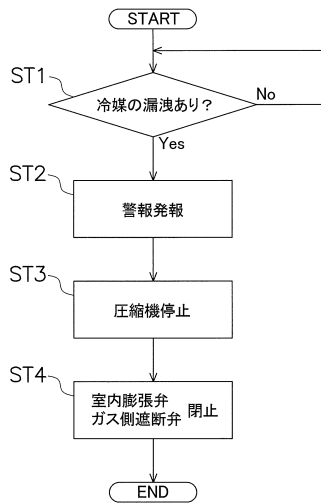 START
ST1
冷媒の漏洩あり?
No
Yes
ST2
警報発報
ST3
圧縮機停止
ST4
室内膨張弁
ガス側遮断弁
閉止
END